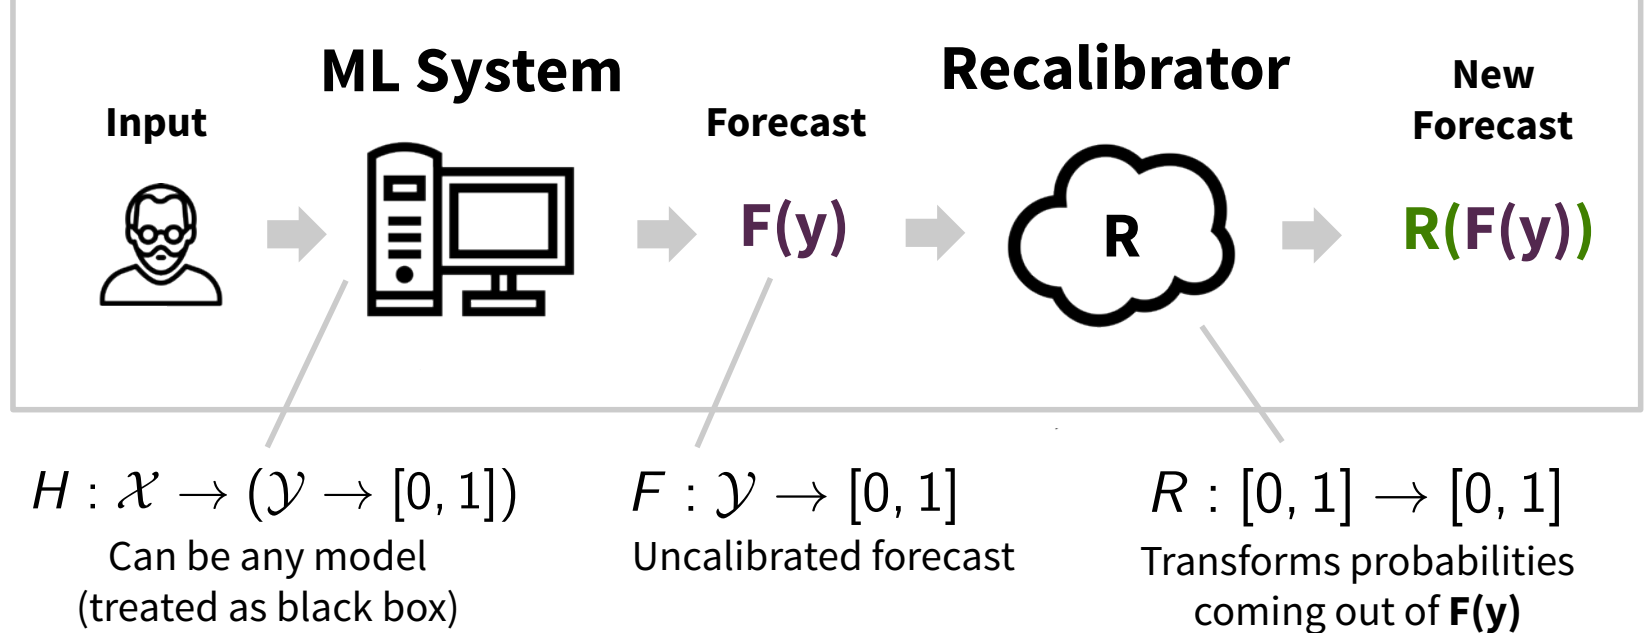 Input
ML System
Forecast
Recalibrator
New
Forecast
F(y)
R
R(F(y))
H : 𝒳 → (𝒴 → [0, 1])
Can be any model
(treated as black box)
F : 𝒴 → [0, 1]
Uncalibrated forecast
R : [0, 1] → [0, 1]
Transforms probabilities
coming out of F(y)